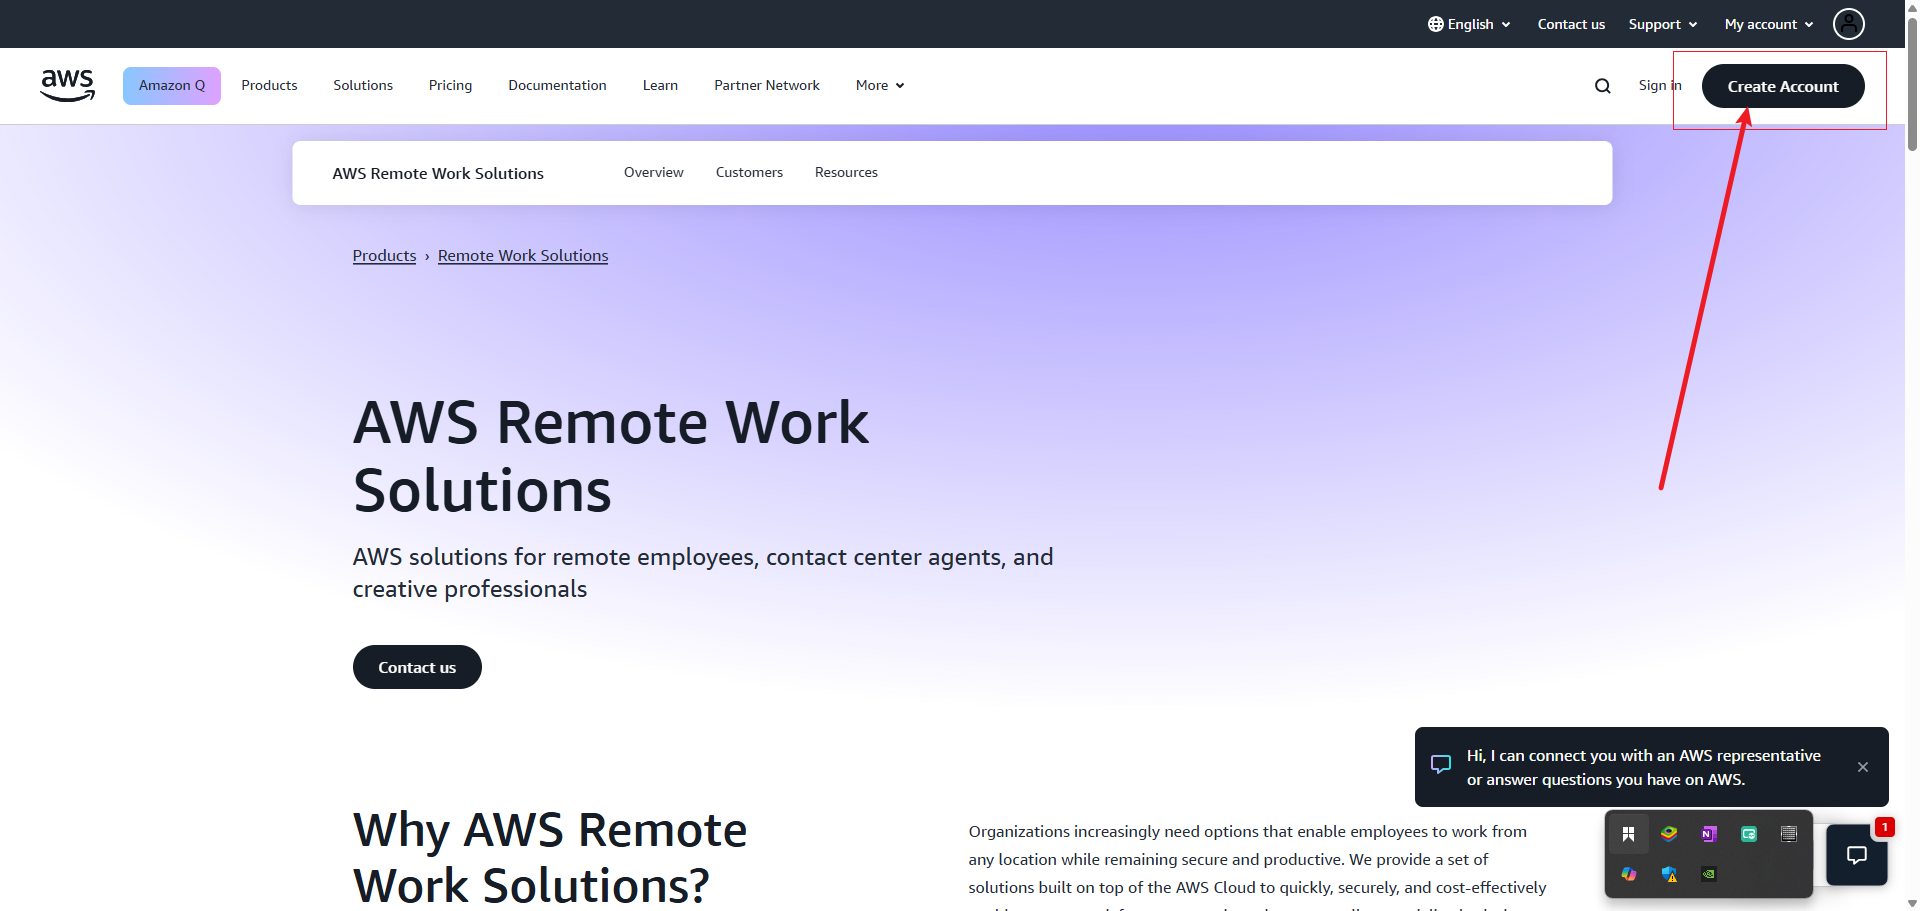 English
Contact us
Support
My account
aws
Amazon Q
Products
Solutions
Pricing
Documentation
Learn
Partner Network
More
Sign in
Create Account
AWS Remote Work Solutions
Overview
Customers
Resources
Products › Remote Work Solutions
AWS Remote Work
Solutions
AWS solutions for remote employees, contact center agents, and
creative professionals
Contact us
Hi, I can connect you with an AWS representative
or answer questions you have on AWS.
1
Why AWS Remote
Work Solutions?
Organizations increasingly need options that enable employees to work from
any location while remaining secure and productive. We provide a set of
solutions built on top of the AWS Cloud to quickly, securely, and cost-effectively